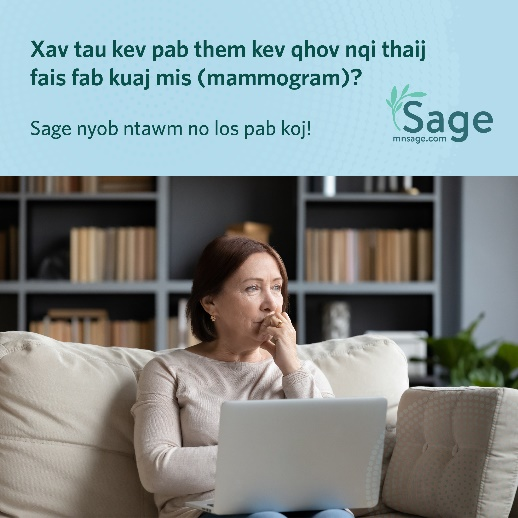 Xav tau kev pab them kev qhov nqi thaij
fais fab kuaj mis (mammogram)?
Sage nyob ntawm no los pab koj!
Sage
mnsage.com